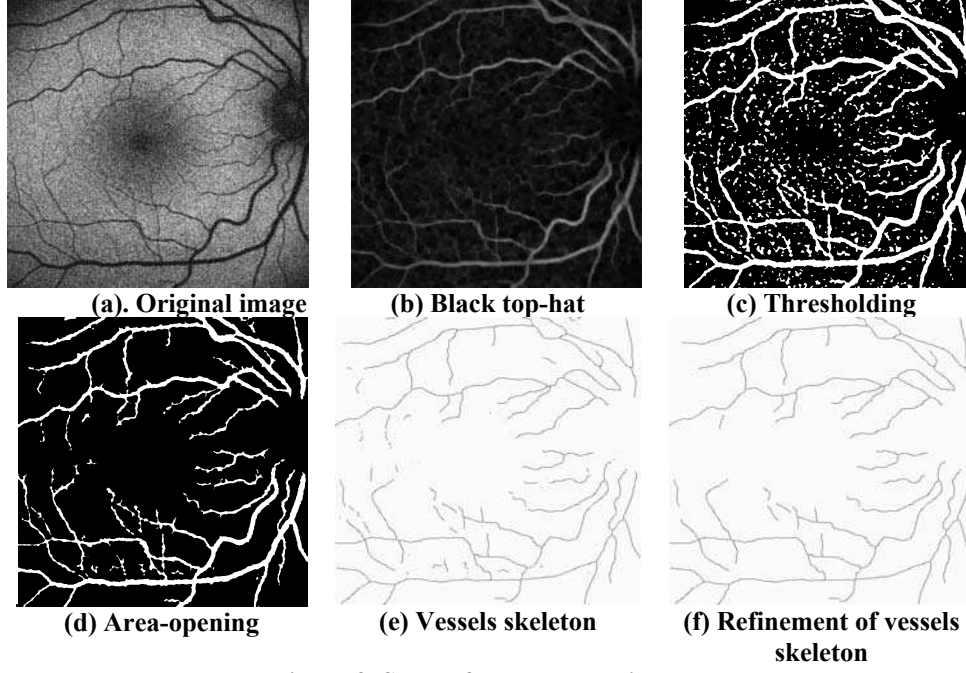 (a). Original image
(b) Black top-hat
(c) Thresholding
(d) Area-opening
(e) Vessels skeleton
(f) Refinement of vessels
skeleton